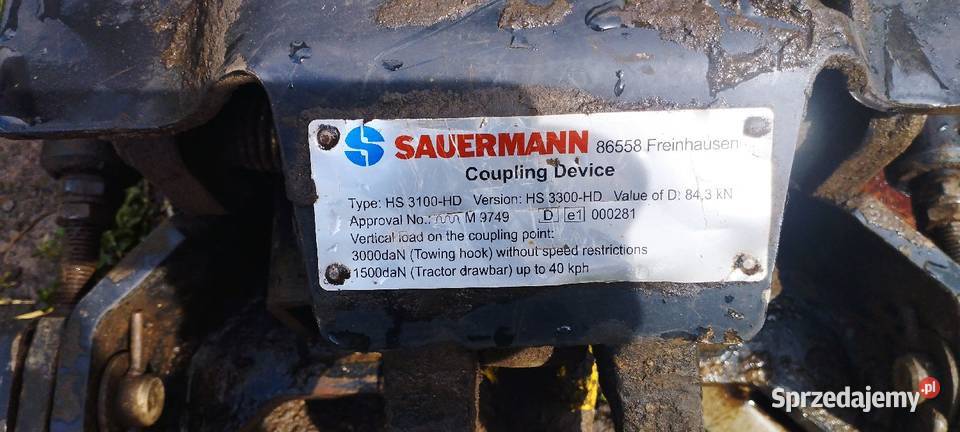 SAUERMANN 86558 Freinhausen
Coupling Device
Type: HS 3100-HD Version: HS 3300-HD Value of D: 84,3 kN
Approval No.: M 9749 D e1 000281
Vertical load on the coupling point:
3000daN (Towing hook) without speed restrictions
1500daN (Tractor drawbar) up to 40 kph
Sprzedajemy.pl